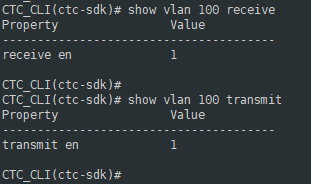 CTC_CLI(ctc-sdk)# show vlan 100 receive
Property                Value
---------------------------------------
receive en              1

CTC_CLI(ctc-sdk)#
CTC_CLI(ctc-sdk)# show vlan 100 transmit
Property                Value
---------------------------------------
transmit en             1

CTC_CLI(ctc-sdk)#